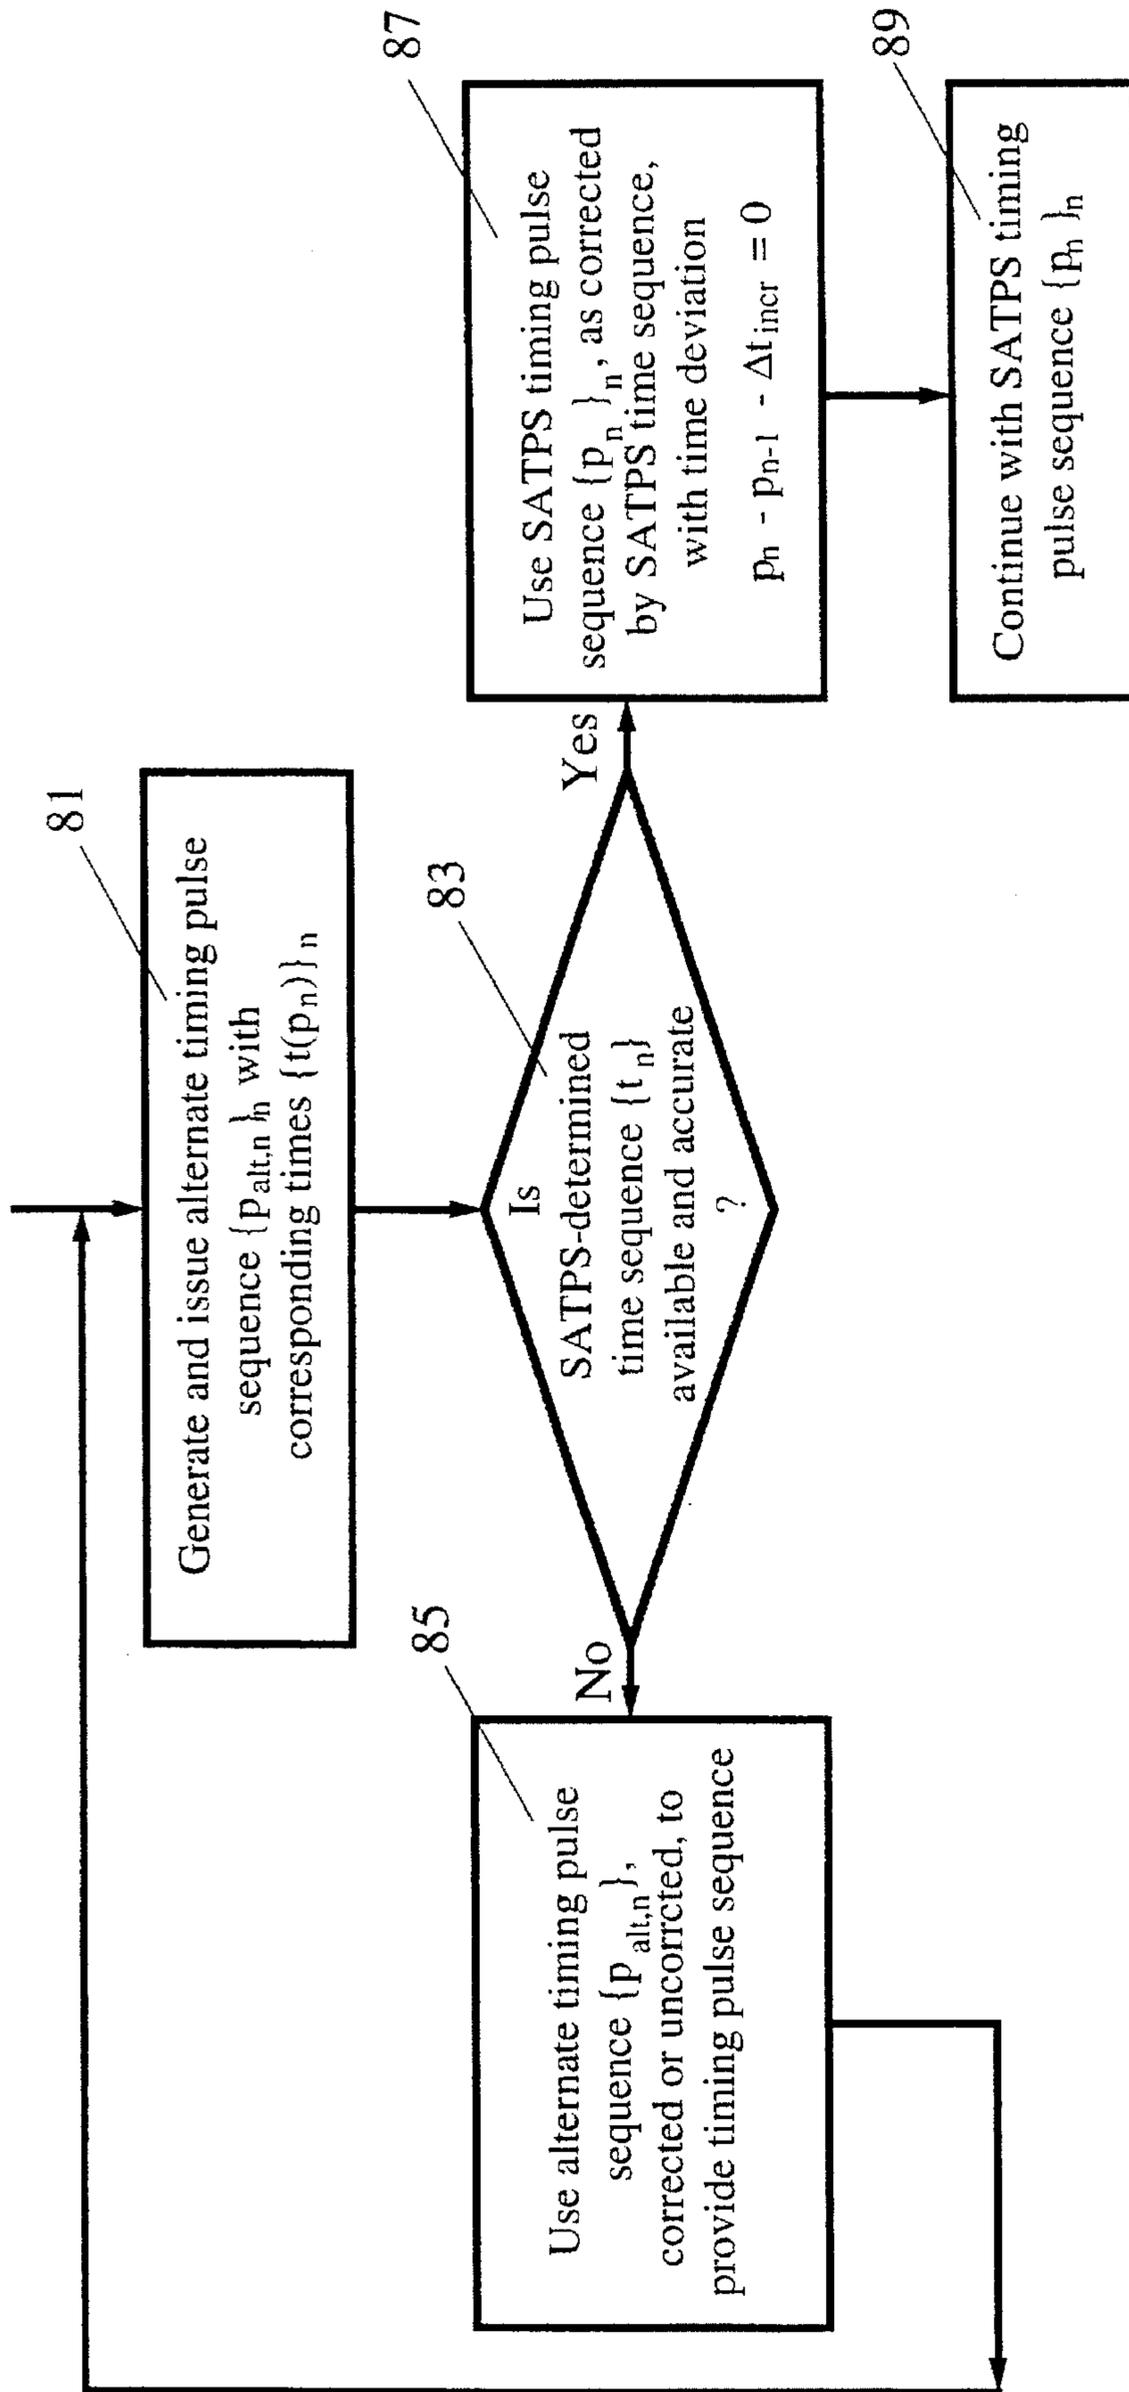 81
Generate and issue alternate timing pulse
sequence {p_alt,n}_n with
corresponding times {t(p_n)}_n
83
Is
SATPS-determined
time sequence {t_n}
available and accurate
?
No
Yes
85
Use alternate timing pulse
sequence {p_alt,n},
corrected or uncorrcted, to
provide timing pulse sequence
87
Use SATPS timing pulse
sequence {p_n}_n, as corrected
by SATPS time sequence,
with time deviation
p_n - p_n-1 - Δt_incr = 0
89
Continue with SATPS timing
pulse sequence {p_n}_n